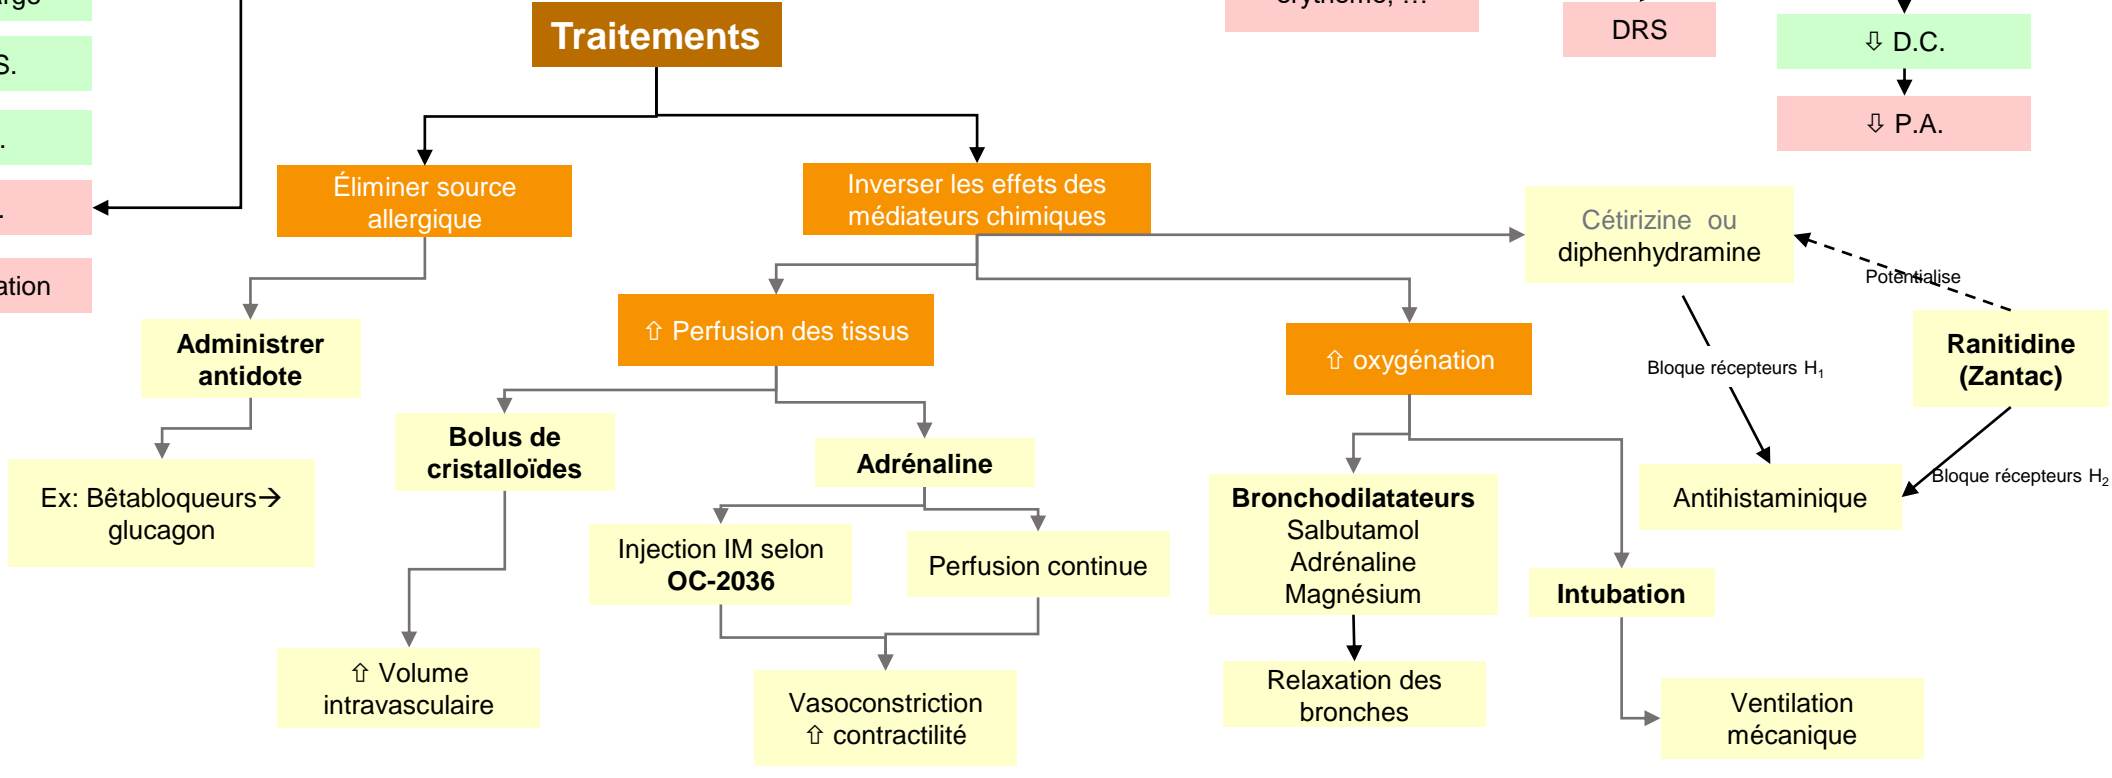 Traitements
DRS
⇩ D.C.
⇩ P.A.
S.
.
.
ation
Éliminer source
allergique
Inverser les effets des
médiateurs chimiques
Cétirizine ou
diphenhydramine
Potentialise
Ranitidine
(Zantac)
Administrer
antidote
⇧ Perfusion des tissus
⇧ oxygénation
Bloque récepteurs H₁
Bolus de
cristalloïdes
Adrénaline
Ex: Bêtabloqueurs→
glucagon
Bronchodilatateurs
Salbutamol
Adrénaline
Magnésium
Antihistaminique
Bloque récepteurs H₂
Injection IM selon
OC-2036
Perfusion continue
Intubation
⇧ Volume
intravasculaire
Vasoconstriction
⇧ contractilité
Relaxation des
bronches
Ventilation
mécanique